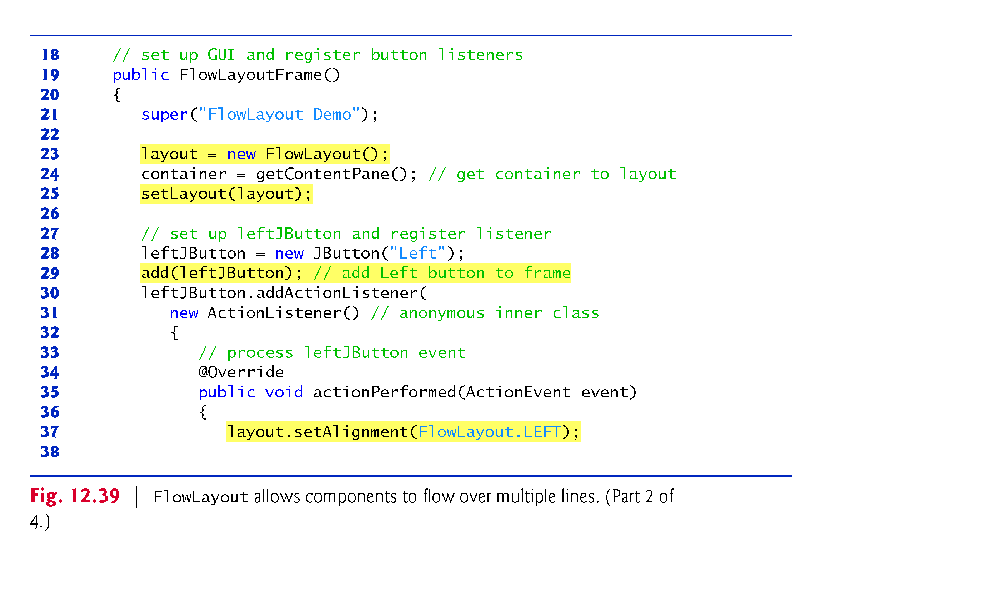 18 // set up GUI and register button listeners
19 public FlowLayoutFrame()
20 {
21 super("FlowLayout Demo");
22
23 layout = new FlowLayout();
24 container = getContentPane(); // get container to layout
25 setLayout(layout);
26
27 // set up leftJButton and register listener
28 leftJButton = new JButton("Left");
29 add(leftJButton); // add Left button to frame
30 leftJButton.addActionListener(
31 new ActionListener() // anonymous inner class
32 {
33 // process leftJButton event
34 @Override
35 public void actionPerformed(ActionEvent event)
36 {
37 layout.setAlignment(FlowLayout.LEFT);
38
Fig. 12.39 | FlowLayout allows components to flow over multiple lines. (Part 2 of
4.)